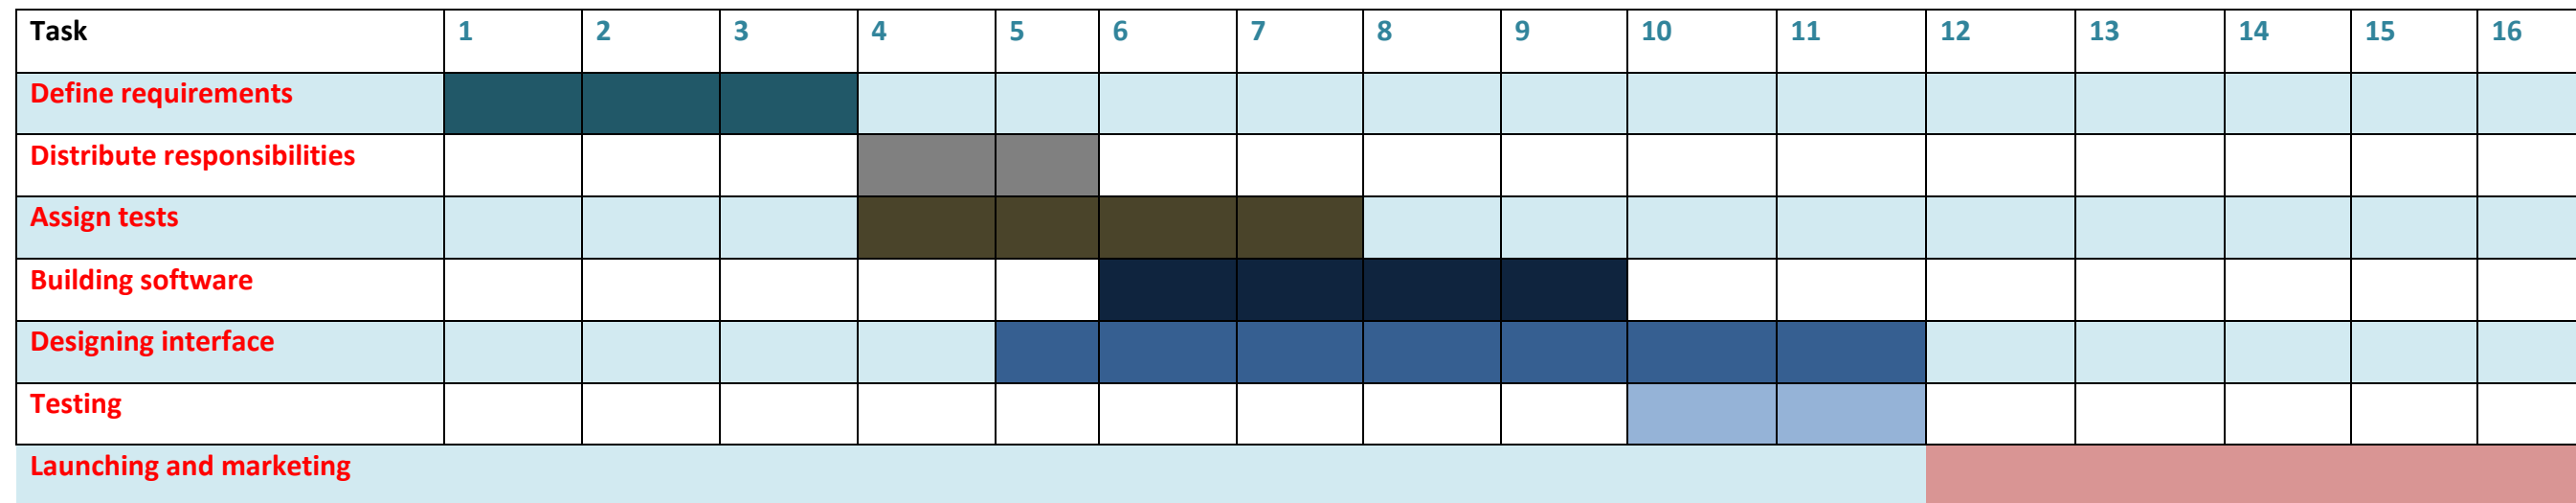 Task 1 2 3 4 5 6 7 8 9 10 11 12 13 14 15 16
Define requirements
Distribute responsibilities
Assign tests
Building software
Designing interface
Testing
Launching and marketing